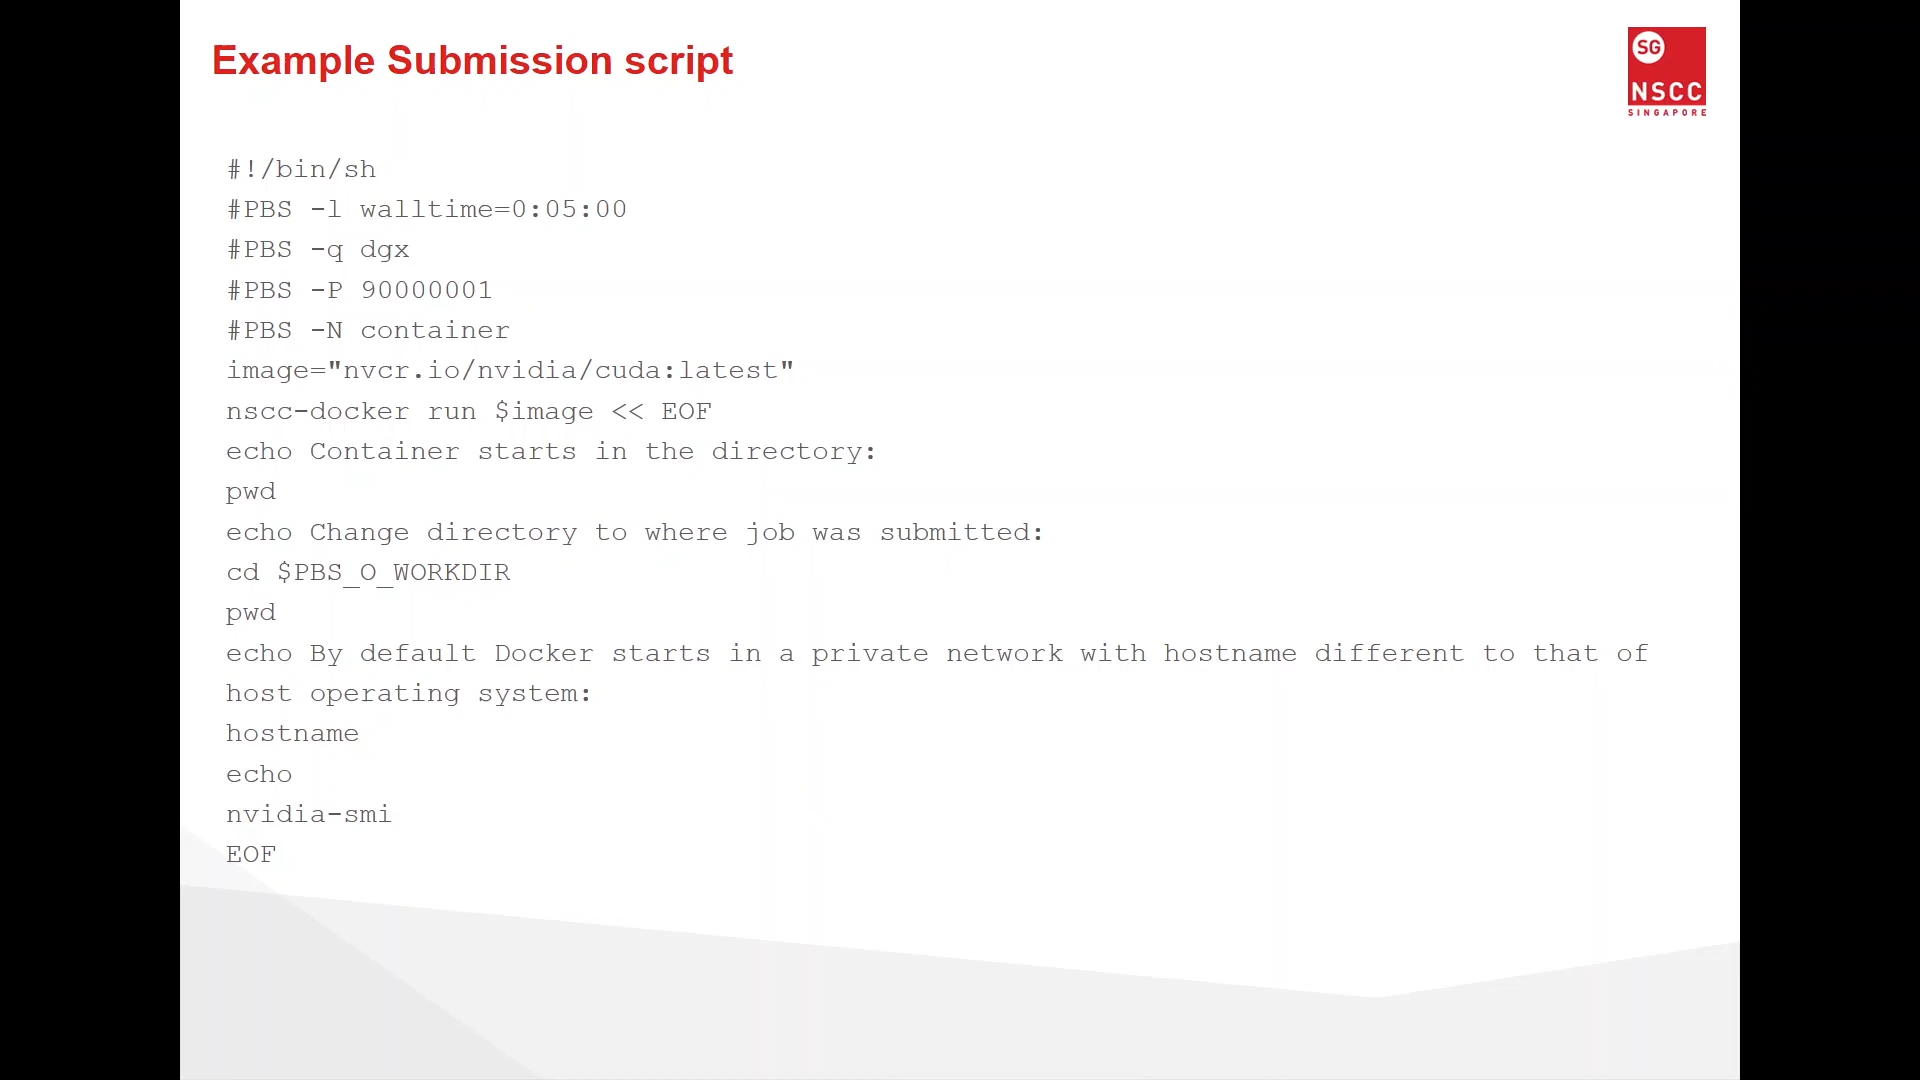 Example Submission script
SG
NSCC
SINGAPORE
#!/bin/sh
#PBS -l walltime=0:05:00
#PBS -q dgx
#PBS -P 90000001
#PBS -N container
image="nvcr.io/nvidia/cuda:latest"
nscc-docker run $image << EOF
echo Container starts in the directory:
pwd
echo Change directory to where job was submitted:
cd $PBS_O_WORKDIR
pwd
echo By default Docker starts in a private network with hostname different to that of
host operating system:
hostname
echo
nvidia-smi
EOF